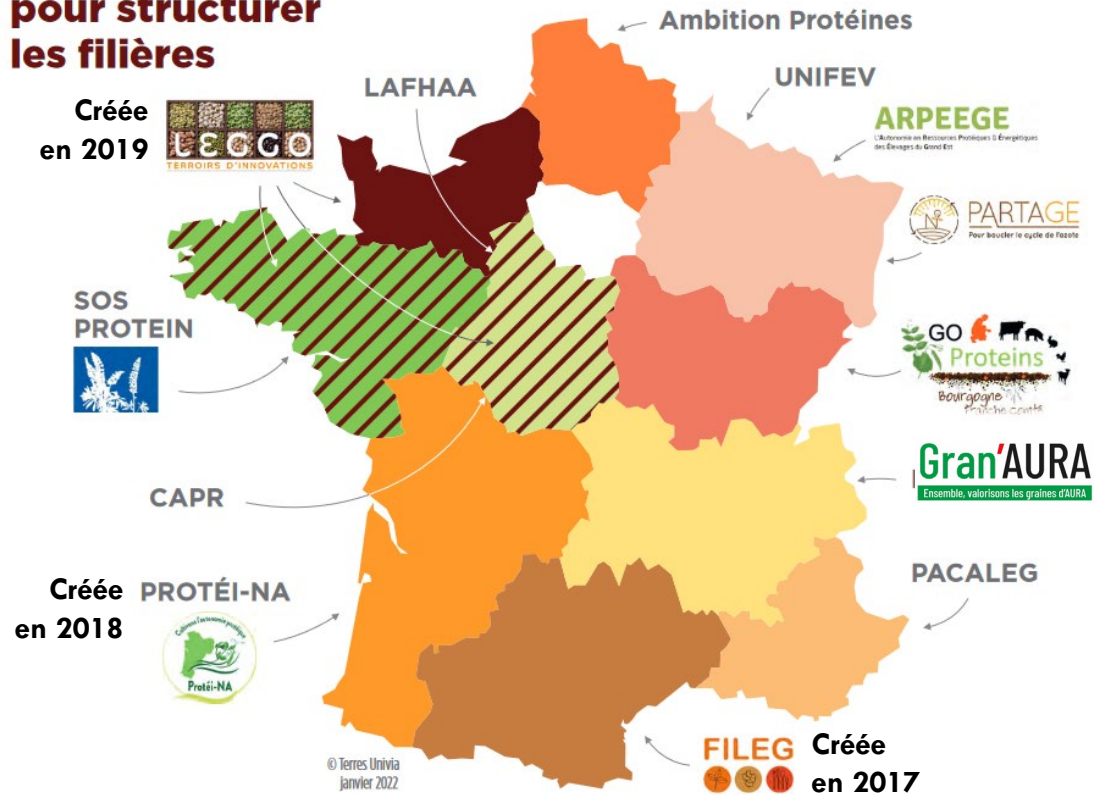 pour structurer
les filières
Ambition Protéines
LAFHAA
UNIFEV
Créée
en 2019
LEGGO
TERROIRS D'INNOVATIONS
ARPEEGE
L'Autonomie en Ressources Protéiques & Énergétiques
des Élevages du Grand Est
PARTAGE
Pour boucler le cycle de l'azote
SOS
PROTEIN
GO
Proteins
Bourgogne
Franche comté
Gran'AURA
Ensemble, valorisons les graines d'AURA
CAPR
PACALEG
Créée
en 2018
PROTÉI-NA
Cultivons l'autonomie protéique
Protéi-NA
© Terres Univia
janvier 2022
FILEG
Créée
en 2017